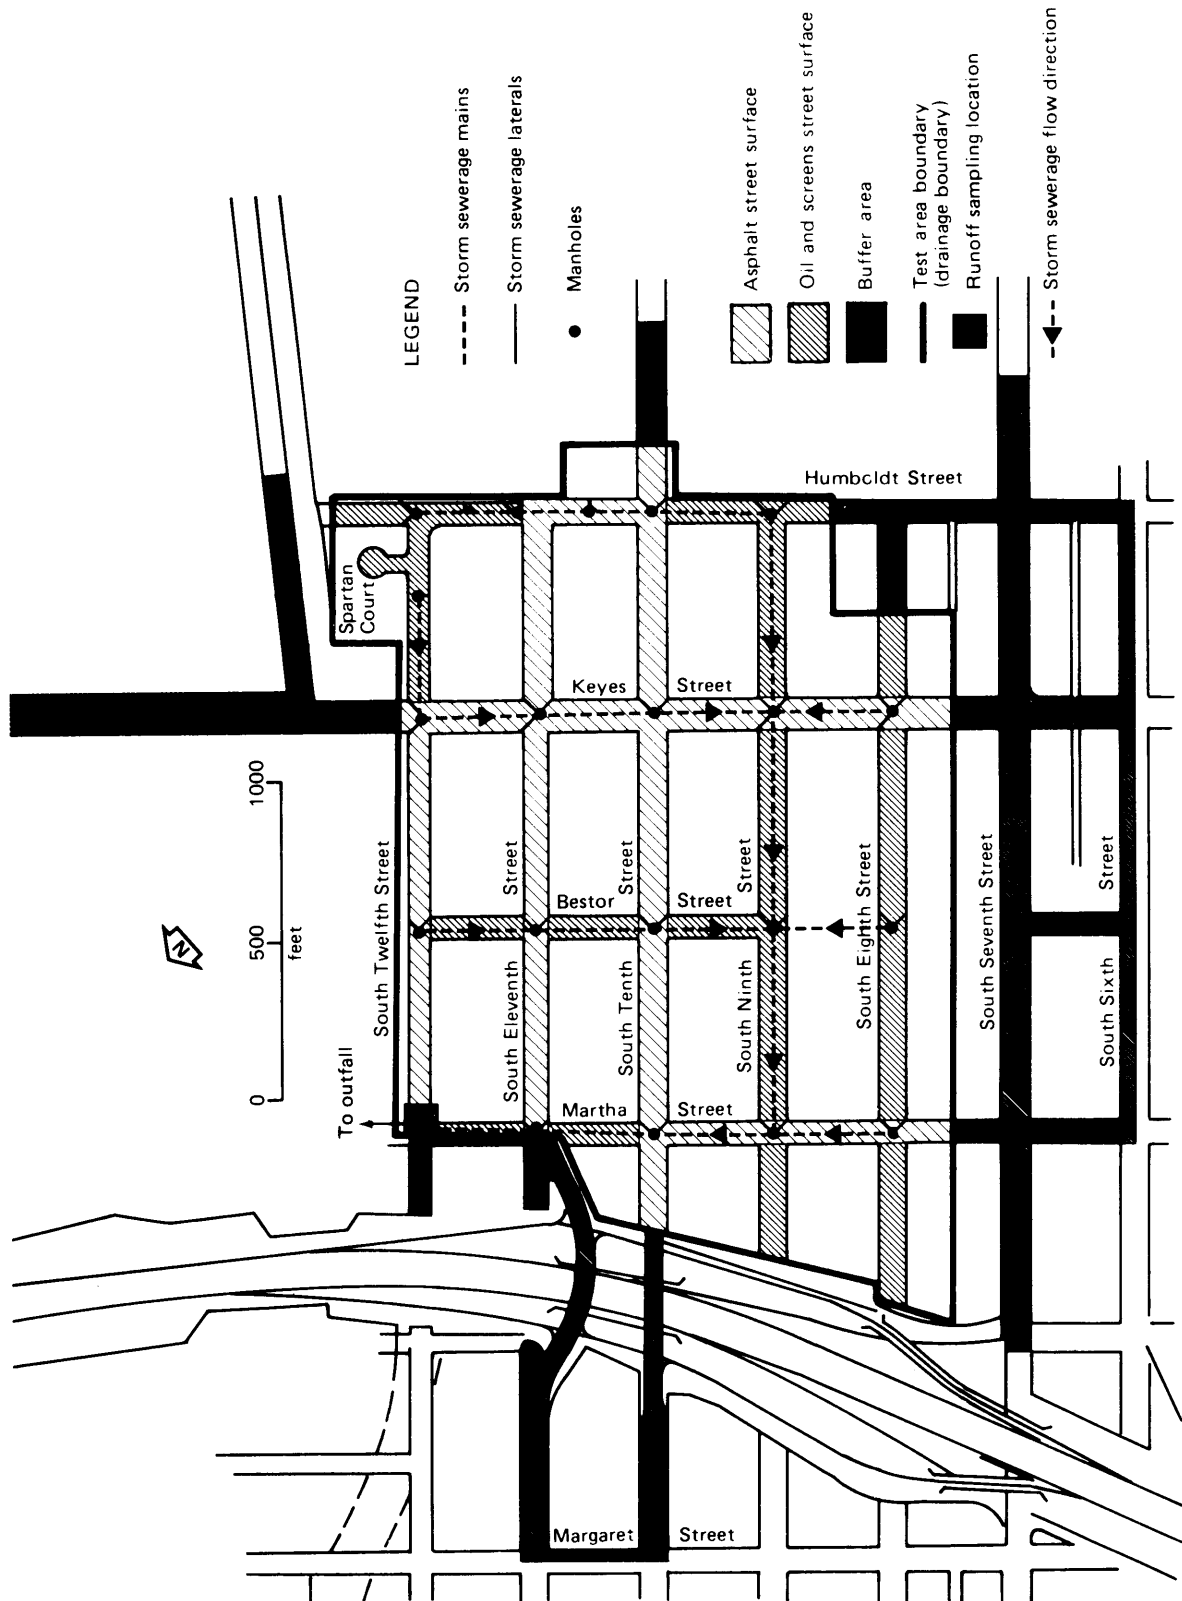 LEGEND
Storm sewerage mains
Storm sewerage laterals
Manholes
Asphalt street surface
Oil and screens street surface
Buffer area
Test area boundary
(drainage boundary)
Runoff sampling location
Storm sewerage flow direction
Humboldt Street
Spartan
Court
Keyes Street
1000
500
0
feet
N
South Twelfth Street
South Eleventh Street
South Tenth Street
South Ninth Street
South Eighth Street
South Seventh Street
South Sixth Street
Bestor Street
To outfall
Martha Street
Margaret Street